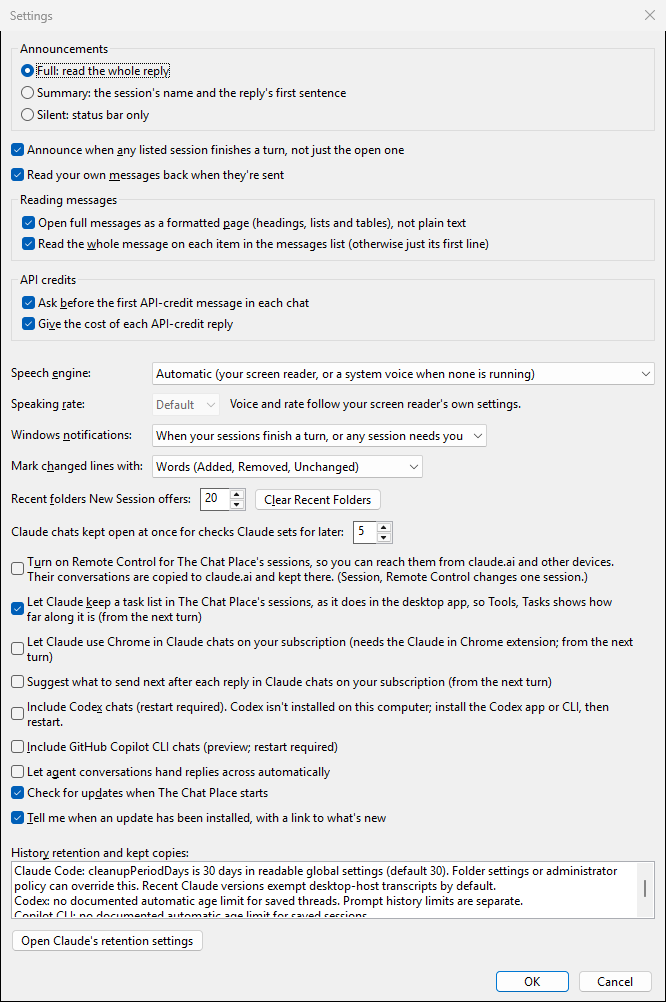 Settings
Announcements
Full: read the whole reply
Summary: the session's name and the reply's first sentence
Silent: status bar only
Announce when any listed session finishes a turn, not just the open one
Read your own messages back when they're sent
Reading messages
Open full messages as a formatted page (headings, lists and tables), not plain text
Read the whole message on each item in the messages list (otherwise just its first line)
API credits
Ask before the first API-credit message in each chat
Give the cost of each API-credit reply
Speech engine: Automatic (your screen reader, or a system voice when none is running)
Speaking rate: Default Voice and rate follow your screen reader's own settings.
Windows notifications: When your sessions finish a turn, or any session needs you
Mark changed lines with: Words (Added, Removed, Unchanged)
Recent folders New Session offers: 20 Clear Recent Folders
Claude chats kept open at once for checks Claude sets for later: 5
Turn on Remote Control for The Chat Place's sessions, so you can reach them from claude.ai and other devices.
Their conversations are copied to claude.ai and kept there. (Session, Remote Control changes one session.)
Let Claude keep a task list in The Chat Place's sessions, as it does in the desktop app, so Tools, Tasks shows how
far along it is (from the next turn)
Let Claude use Chrome in Claude chats on your subscription (needs the Claude in Chrome extension; from the next
turn)
Suggest what to send next after each reply in Claude chats on your subscription (from the next turn)
Include Codex chats (restart required). Codex isn't installed on this computer; install the Codex app or CLI, then
restart.
Include GitHub Copilot CLI chats (preview; restart required)
Let agent conversations hand replies across automatically
Check for updates when The Chat Place starts
Tell me when an update has been installed, with a link to what's new
History retention and kept copies:
Claude Code: cleanupPeriodDays is 30 days in readable global settings (default 30). Folder settings or administrator
policy can override this. Recent Claude versions exempt desktop-host transcripts by default.
Codex: no documented automatic age limit for saved threads. Prompt history limits are separate.
Copilot CLI: no documented automatic age limit for saved sessions.
Open Claude's retention settings
OK Cancel